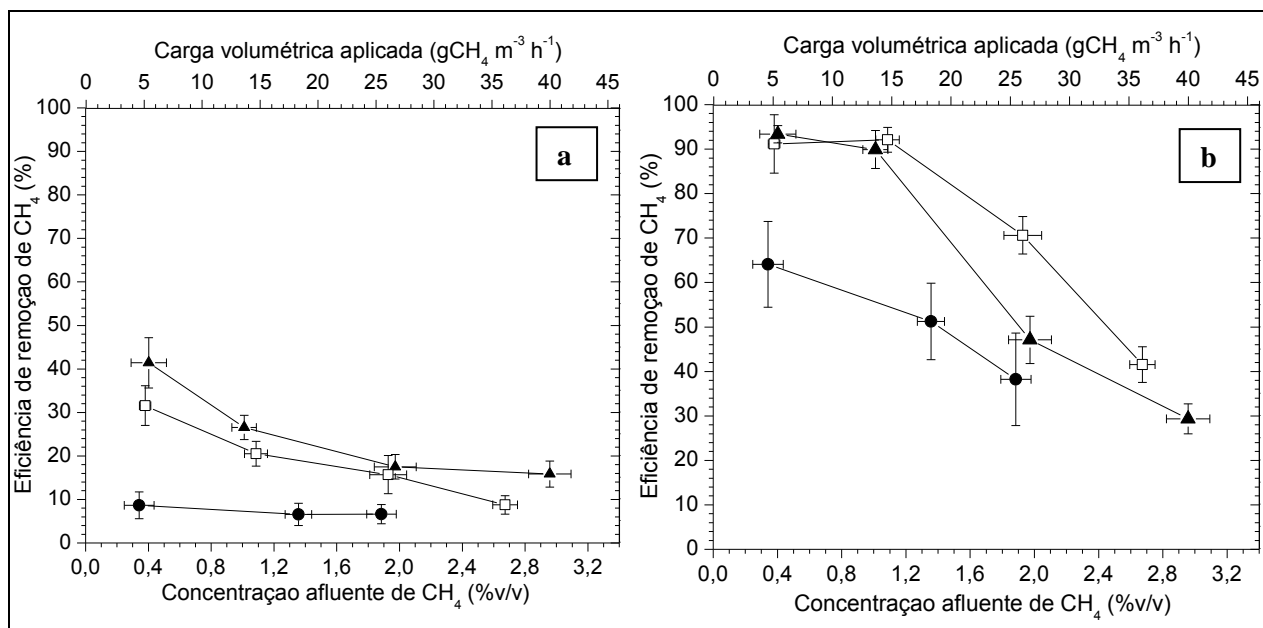 Carga volumétrica aplicada (gCH₄ m⁻³ h⁻¹)
0 5 10 15 20 25 30 35 40 45
100
90
80
70
60
50
40
30
20
10
0
Eficiência de remoçao de CH₄ (%)
a
0,0 0,4 0,8 1,2 1,6 2,0 2,4 2,8 3,2
Concentraçao afluente de CH₄ (%v/v)
Carga volumétrica aplicada (gCH₄ m⁻³ h⁻¹)
0 5 10 15 20 25 30 35 40 45
100
90
80
70
60
50
40
30
20
10
0
Eficiência de remoçao de CH₄ (%)
b
0,0 0,4 0,8 1,2 1,6 2,0 2,4 2,8 3,2
Concentraçao afluente de CH₄ (%v/v)